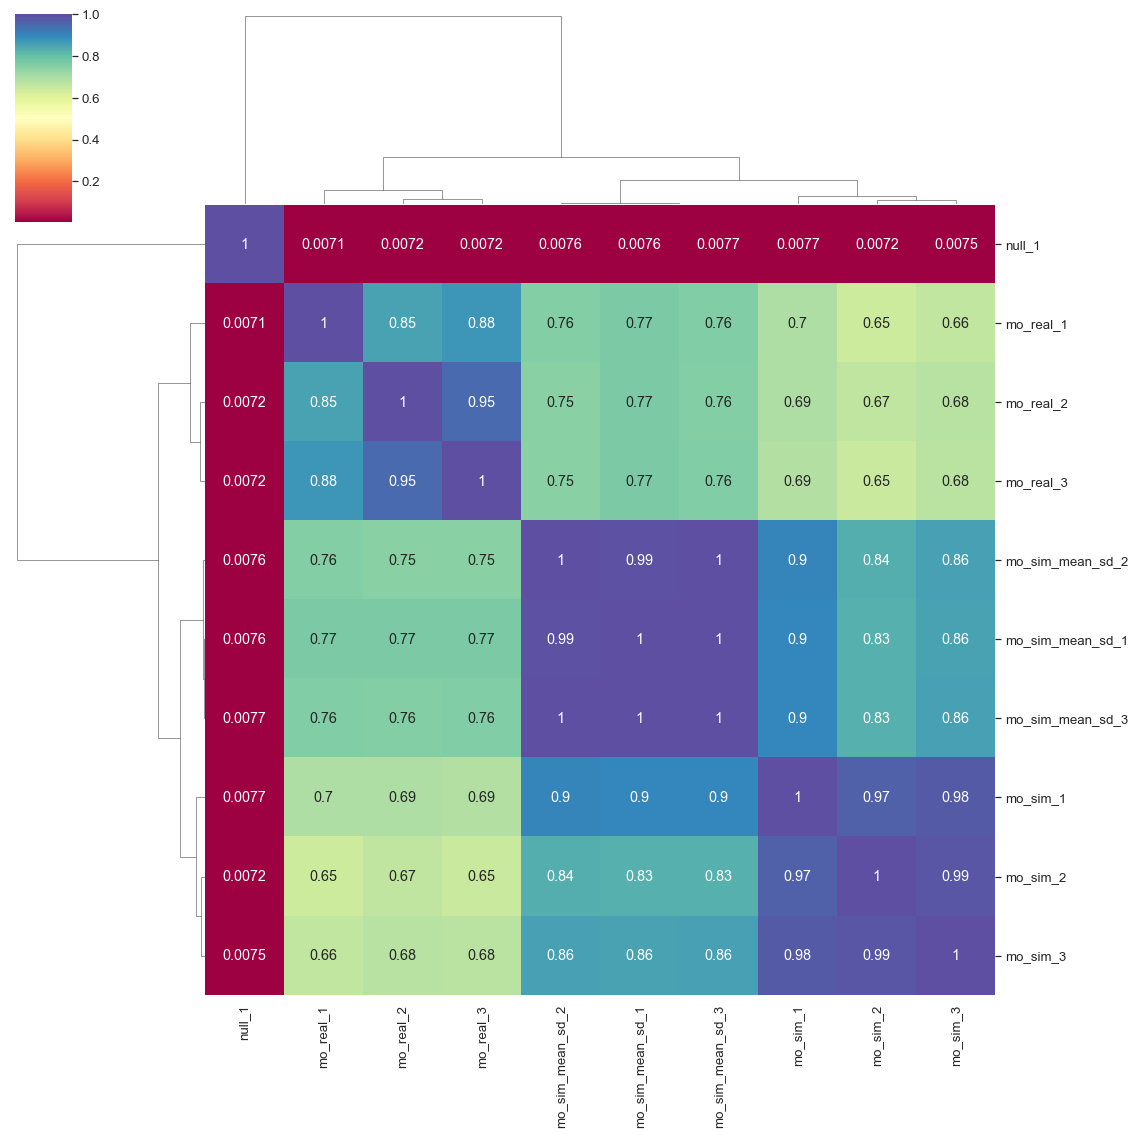 1.0
0.8
0.6
0.4
0.2
1 0.0071 0.0072 0.0072 0.0076 0.0076 0.0077 0.0077 0.0072 0.0075 null_1
0.0071 1 0.85 0.88 0.76 0.77 0.76 0.7 0.65 0.66 mo_real_1
0.0072 0.85 1 0.95 0.75 0.77 0.76 0.69 0.67 0.68 mo_real_2
0.0072 0.88 0.95 1 0.75 0.77 0.76 0.69 0.65 0.68 mo_real_3
0.0076 0.76 0.75 0.75 1 0.99 1 0.9 0.84 0.86 mo_sim_mean_sd_2
0.0076 0.77 0.77 0.77 0.99 1 1 0.9 0.83 0.86 mo_sim_mean_sd_1
0.0077 0.76 0.76 0.76 1 1 1 0.9 0.83 0.86 mo_sim_mean_sd_3
0.0077 0.7 0.69 0.69 0.9 0.9 0.9 1 0.97 0.98 mo_sim_1
0.0072 0.65 0.67 0.65 0.84 0.83 0.83 0.97 1 0.99 mo_sim_2
0.0075 0.66 0.68 0.68 0.86 0.86 0.86 0.98 0.99 1 mo_sim_3
null_1
mo_real_1
mo_real_2
mo_real_3
mo_sim_mean_sd_2
mo_sim_mean_sd_1
mo_sim_mean_sd_3
mo_sim_1
mo_sim_2
mo_sim_3